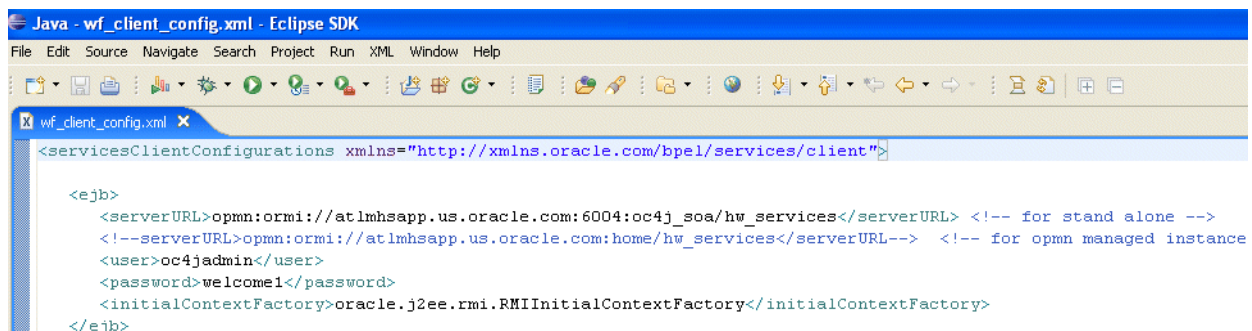 Java - wf_client_config.xml - Eclipse SDK
File Edit Source Navigate Search Project Run XML Window Help
wf_client_config.xml
<servicesClientConfigurations xmlns="http://xmlns.oracle.com/bpel/services/client">
<ejb>
<serverURL>opmn:ormi://atlmhsapp.us.oracle.com:6004:oc4j_soa/hw_services</serverURL> <!-- for stand alone -->
<!--serverURL>opmn:ormi://atlmhsapp.us.oracle.com:home/hw_services</serverURL--> <!-- for opmn managed instance
<user>oc4jadmin</user>
<password>welcome1</password>
<initialContextFactory>oracle.j2ee.rmi.RMIInitialContextFactory</initialContextFactory>
</ejb>